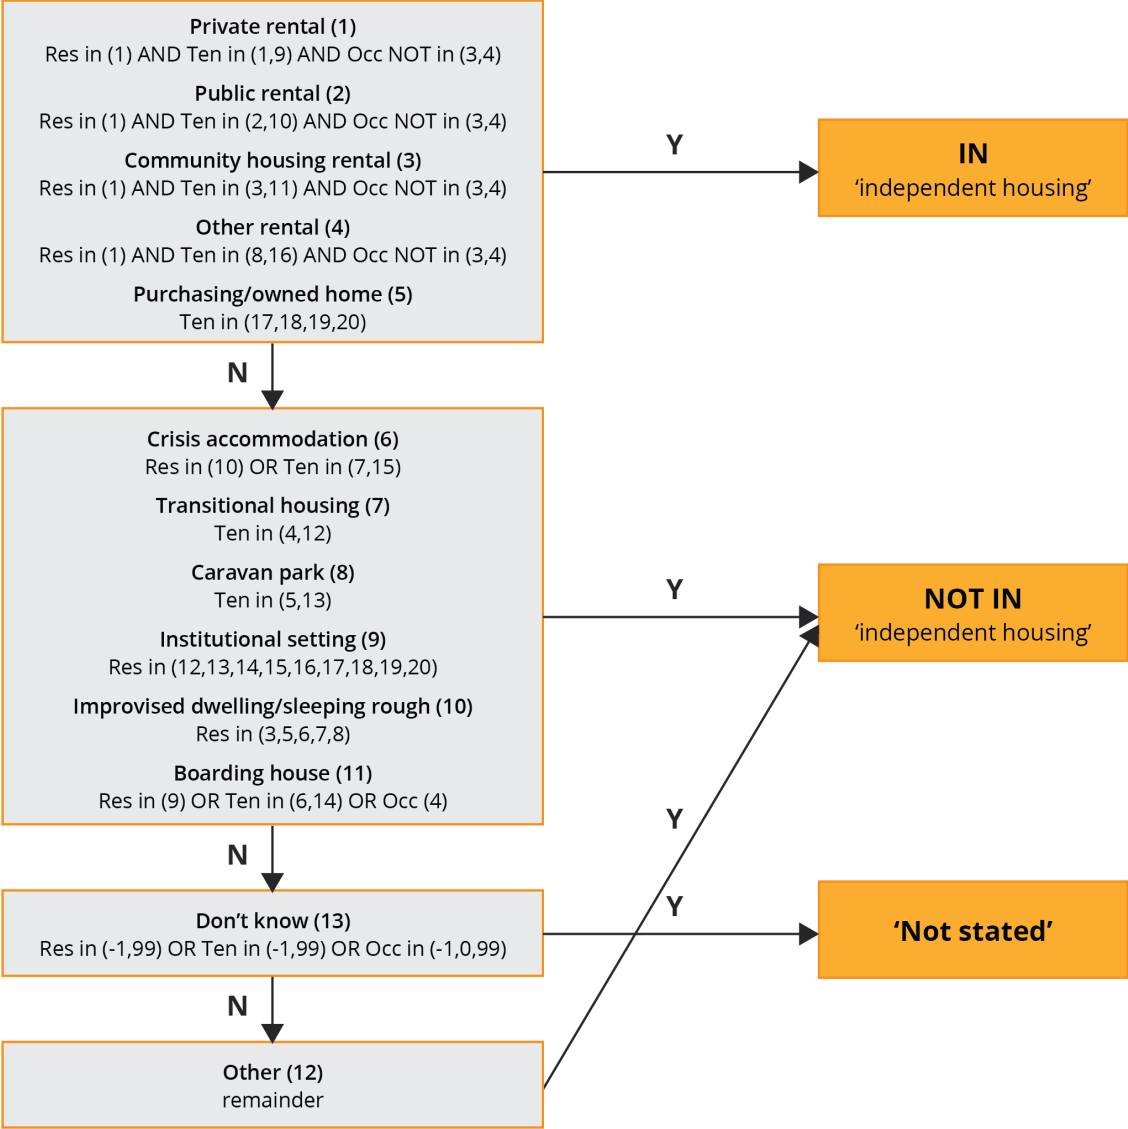 Private rental (1)
Res in (1) AND Ten in (1,9) AND Occ NOT in (3,4)
Public rental (2)
Res in (1) AND Ten in (2,10) AND Occ NOT in (3,4)
Community housing rental (3)
Res in (1) AND Ten in (3,11) AND Occ NOT in (3,4)
Other rental (4)
Res in (1) AND Ten in (8,16) AND Occ NOT in (3,4)
Purchasing/owned home (5)
Ten in (17,18,19,20)
Y
IN
‘independent housing’
N
Crisis accommodation (6)
Res in (10) OR Ten in (7,15)
Transitional housing (7)
Ten in (4,12)
Caravan park (8)
Ten in (5,13)
Institutional setting (9)
Res in (12,13,14,15,16,17,18,19,20)
Improvised dwelling/sleeping rough (10)
Res in (3,5,6,7,8)
Boarding house (11)
Res in (9) OR Ten in (6,14) OR Occ (4)
Y
NOT IN
‘independent housing’
N
Don’t know (13)
Res in (-1,99) OR Ten in (-1,99) OR Occ in (-1,0,99)
Y
‘Not stated’
N
Other (12)
remainder
Y